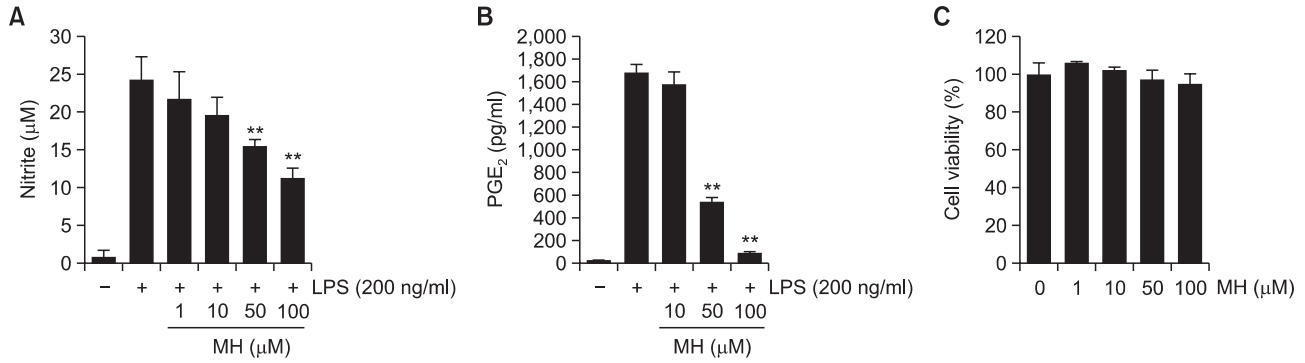 A
Nitrite (μM)
30
25
20
15
10
5
0
**
**
− + + + + + LPS (200 ng/ml)
1 10 50 100
MH (μM)
B
PGE2 (pg/ml)
2,000
1,800
1,600
1,400
1,200
1,000
800
600
400
200
0
**
**
− + + + + LPS (200 ng/ml)
10 50 100
MH (μM)
C
Cell viability (%)
120
100
80
60
40
20
0
0 1 10 50 100 MH (μM)